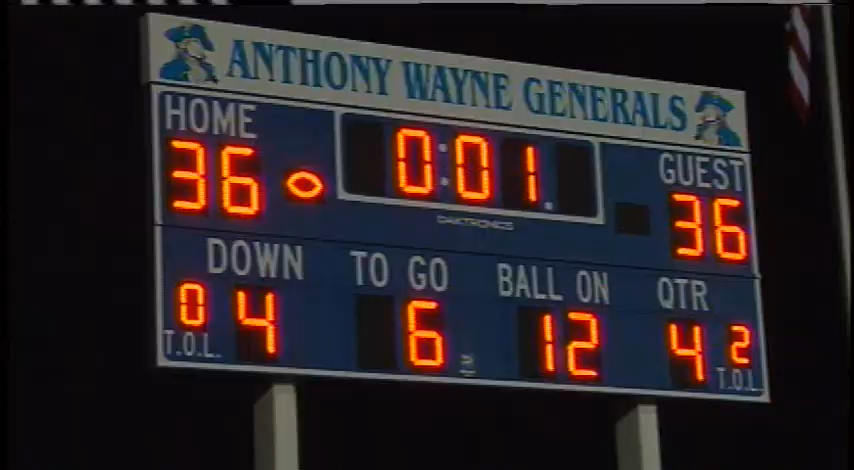 ANTHONY WAYNE GENERALS
HOME 0:01 GUEST
36 36
DAKTRONICS
DOWN TO GO BALL ON QTR
0 4 6 12 4 2
T.O.L. T.O.L.